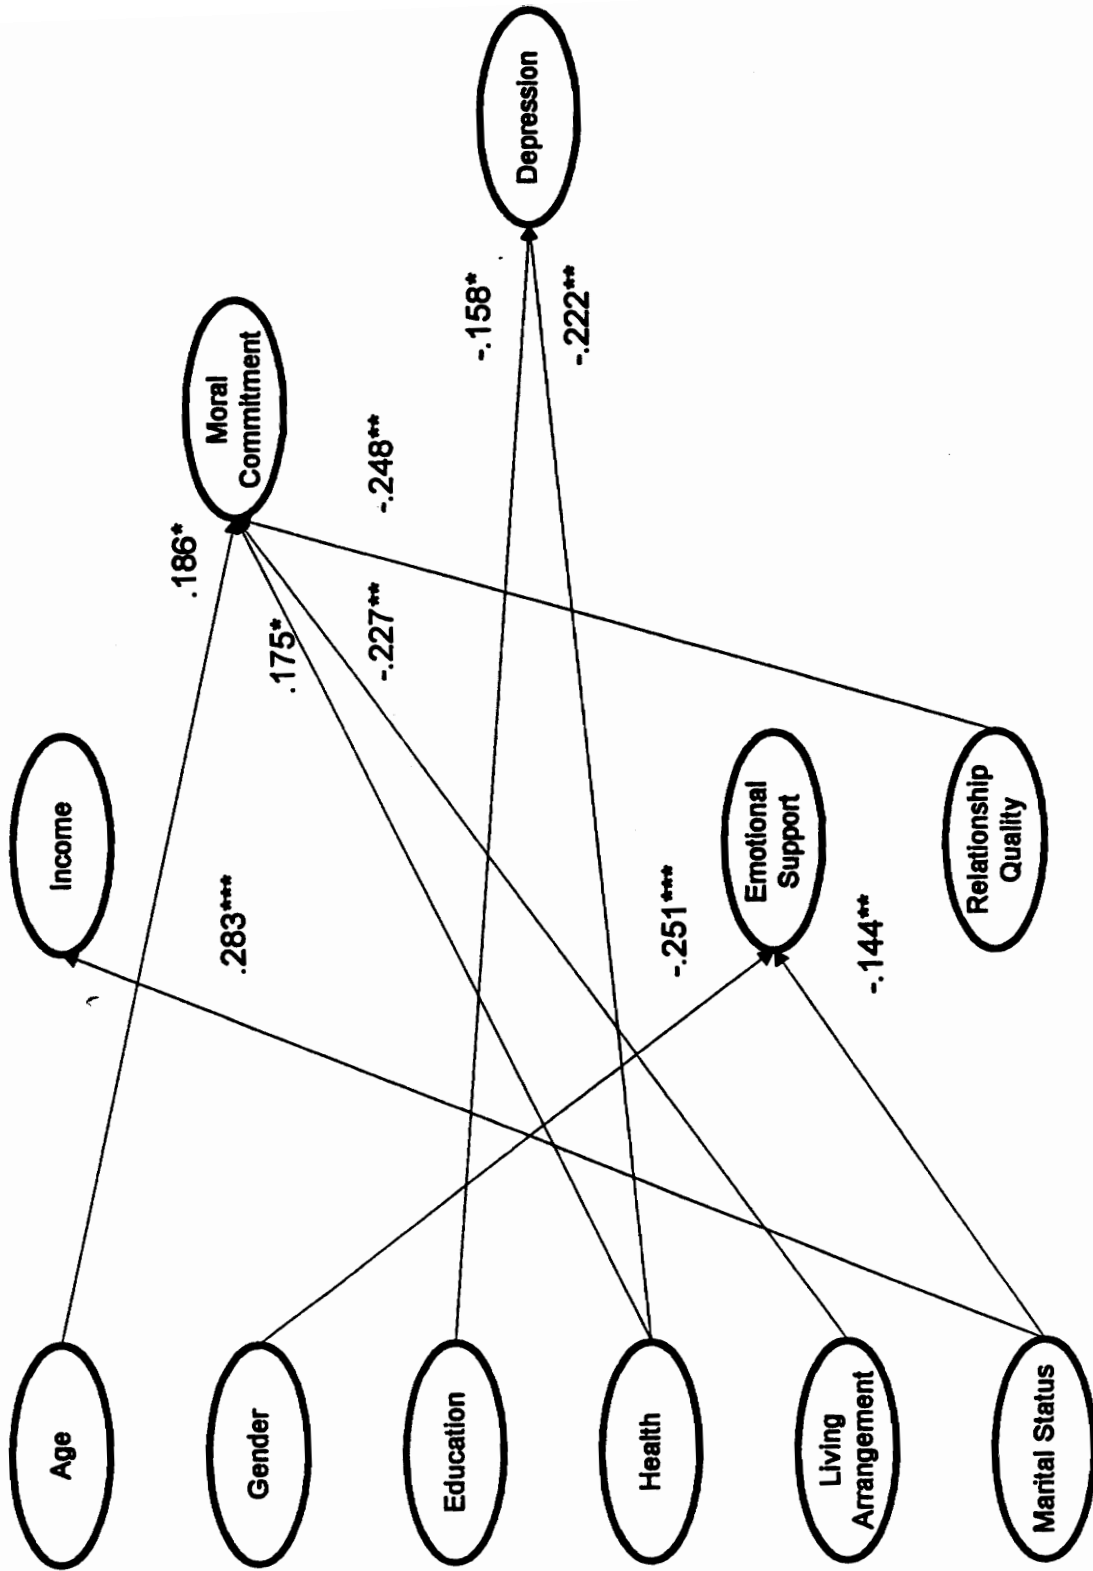 Age
Gender
Education
Health
Living
Arrangement
Marital Status
Income
.283***
Emotional
Support
-.251***
-.144**
Relationship
Quality
Moral
Commitment
.186*
.175*
-.227**
-.248**
Depression
-.158*
-.222**